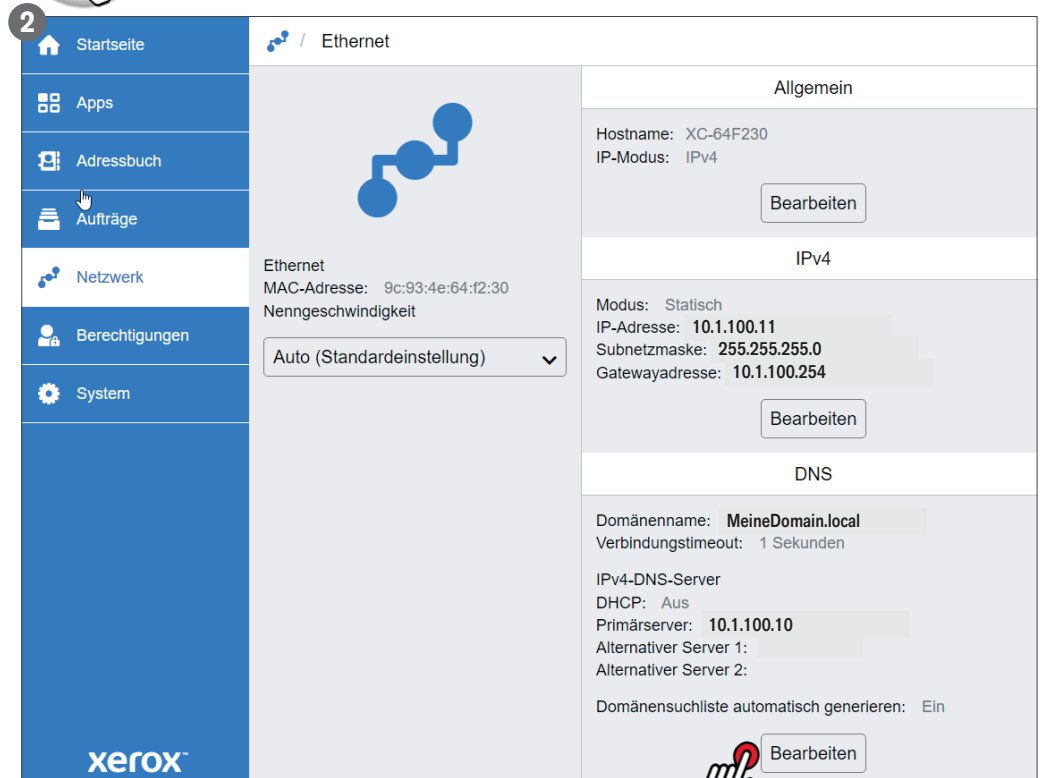 2
Startseite
Apps
Adressbuch
Aufträge
Netzwerk
Berechtigungen
System
xerox™
/ Ethernet
Ethernet
MAC-Adresse: 9c:93:4e:64:f2:30
Nenngeschwindigkeit
Auto (Standardeinstellung)
Allgemein
Hostname: XC-64F230
IP-Modus: IPv4
Bearbeiten
IPv4
Modus: Statisch
IP-Adresse: 10.1.100.11
Subnetzmaske: 255.255.255.0
Gatewayadresse: 10.1.100.254
Bearbeiten
DNS
Domänenname: MeineDomain.local
Verbindungstimeout: 1 Sekunden
IPv4-DNS-Server
DHCP: Aus
Primärserver: 10.1.100.10
Alternativer Server 1:
Alternativer Server 2:
Domänensuchliste automatisch generieren: Ein
Bearbeiten